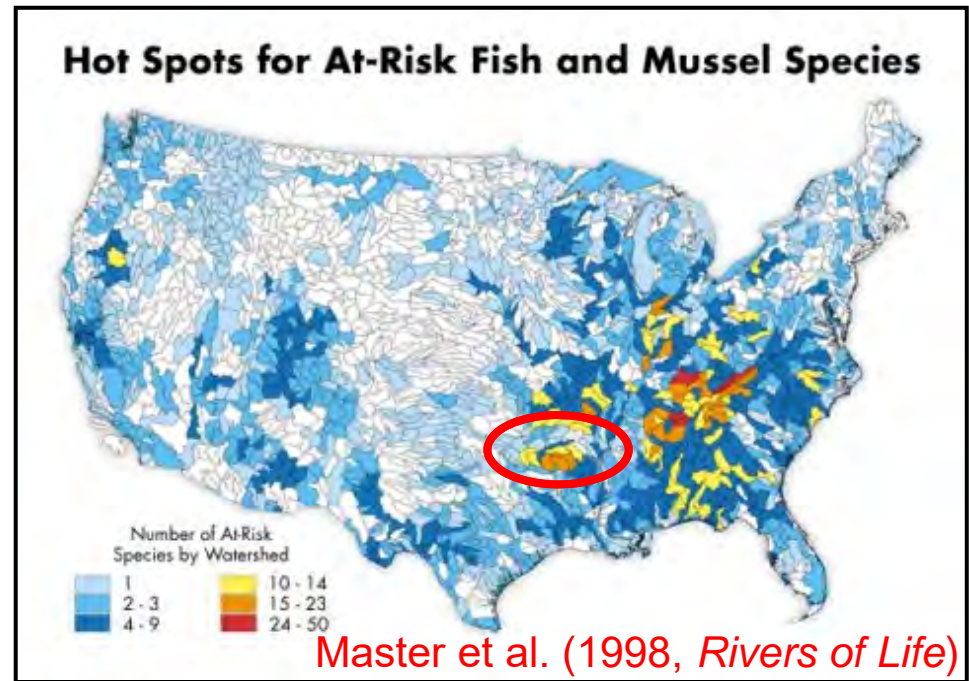 Hot Spots for At-Risk Fish and Mussel Species
Number of At-Risk
Species by Watershed
1
2 - 3
4 - 9
10 - 14
15 - 23
24 - 50
Master et al. (1998, Rivers of Life)